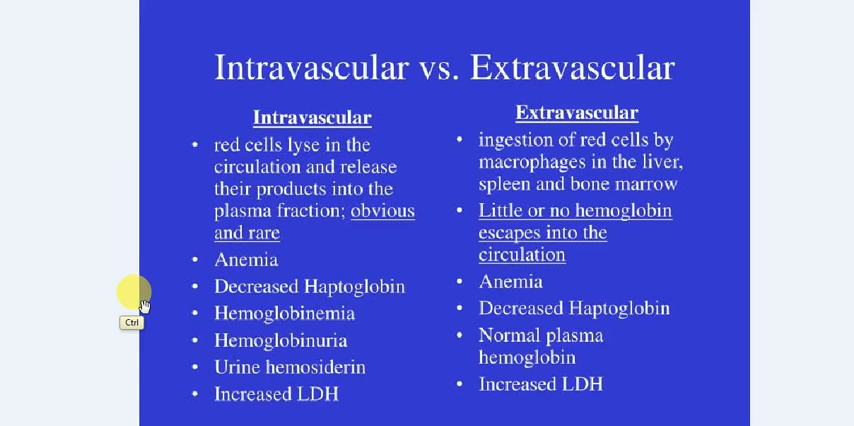 Intravascular vs. Extravascular
Intravascular
• red cells lyse in the
circulation and release
their products into the
plasma fraction; obvious
and rare
• Anemia
• Decreased Haptoglobin
• Hemoglobinemia
• Hemoglobinuria
• Urine hemosiderin
• Increased LDH
Extravascular
• ingestion of red cells by
macrophages in the liver,
spleen and bone marrow
• Little or no hemoglobin
escapes into the
circulation
• Anemia
• Decreased Haptoglobin
• Normal plasma
hemoglobin
• Increased LDH
Ctrl